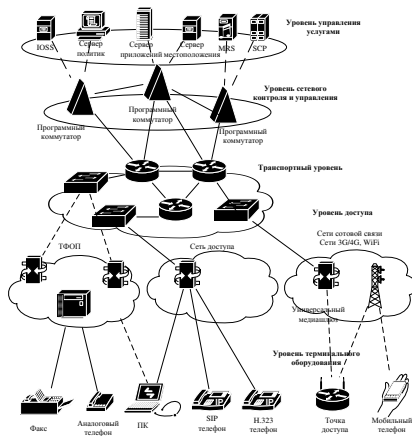 Уровень управления
услугами
IOSS
Сервер
политик
Сервер
приложений
Сервер
местоположения
MRS
SCP
Уровень сетевого
контроля и управления
Программный
коммутатор
Программный
коммутатор
Программный
коммутатор
Транспортный уровень
Уровень доступа
ТФОП
Сеть доступа
Сети сотовой связи
Сети 3G/4G, WiFi
Универсальный
медиашлюз
Уровень терминального
оборудования
Факс
Аналоговый
телефон
ПК
SIP
телефон
H.323
телефон
Точка
доступа
Мобильный
телефон